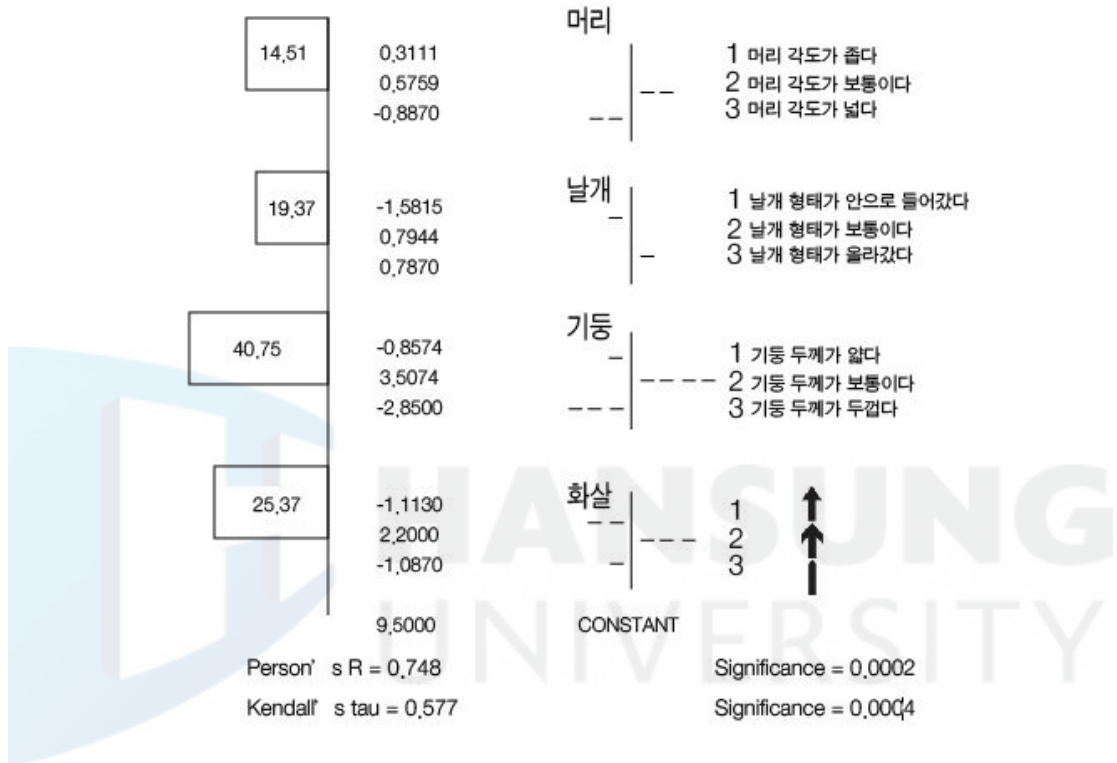 머리
14,51 0,3111 1 머리 각도가 좁다
0,5759 2 머리 각도가 보통이다
-0,8870 3 머리 각도가 넓다
날개
19,37 -1,5815 1 날개 형태가 안으로 들어갔다
0,7944 2 날개 형태가 보통이다
0,7870 3 날개 형태가 올라갔다
기둥
40,75 -0,8574 1 기둥 두께가 얇다
3,5074 2 기둥 두께가 보통이다
-2,8500 3 기둥 두께가 두껍다
화살
25,37 -1,1130 1
2,2000 2
-1,0870 3
9,5000 CONSTANT
Person' s R = 0,748 Significance = 0,0002
Kendall' s tau = 0,577 Significance = 0,0004
HANSUNG
UNIVERSITY